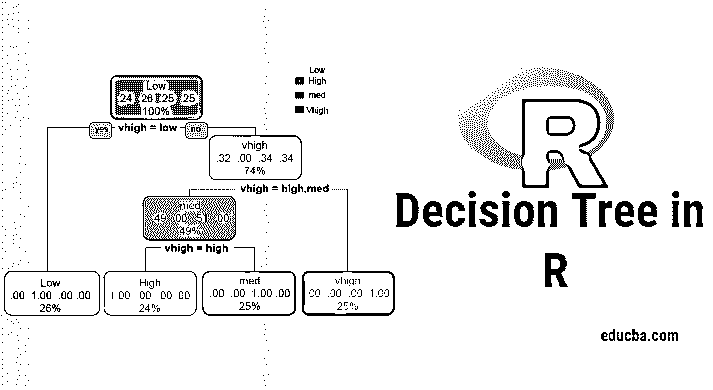 Low
.24 .26 .25 .25
100%
yes vhigh = low no
vhigh
.32 .00 .34 .34
74%
vhigh = high,med
med
.49 .00 .51 .00
49%
vhigh = high
Low
.00 1.00 .00 .00
26%
High
1.00 .00 .00 .00
24%
med
.00 .00 1.00 .00
25%
vhigh
.00 .00 .00 1.00
25%
Low
High
med
Vhigh
R
Decision Tree in
R
educba.com